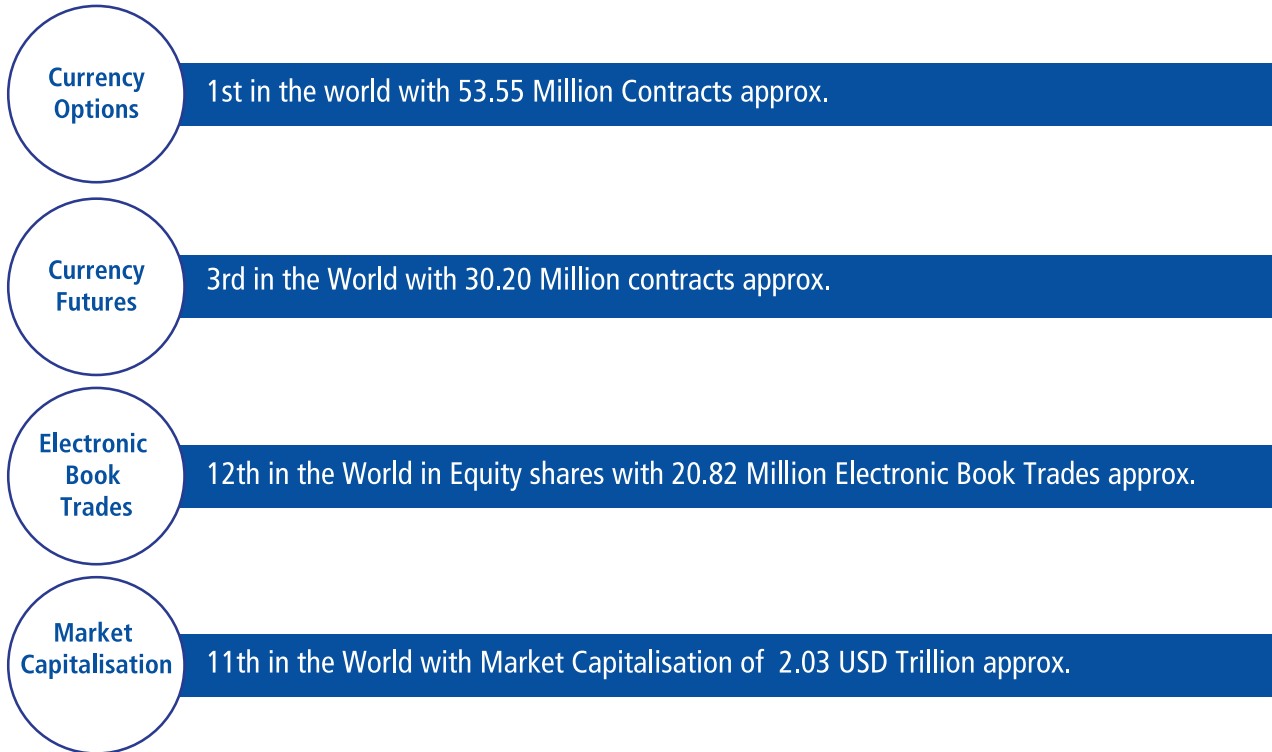 Currency
Options
1st in the world with 53.55 Million Contracts approx.
Currency
Futures
3rd in the World with 30.20 Million contracts approx.
Electronic
Book
Trades
12th in the World in Equity shares with 20.82 Million Electronic Book Trades approx.
Market
Capitalisation
11th in the World with Market Capitalisation of 2.03 USD Trillion approx.